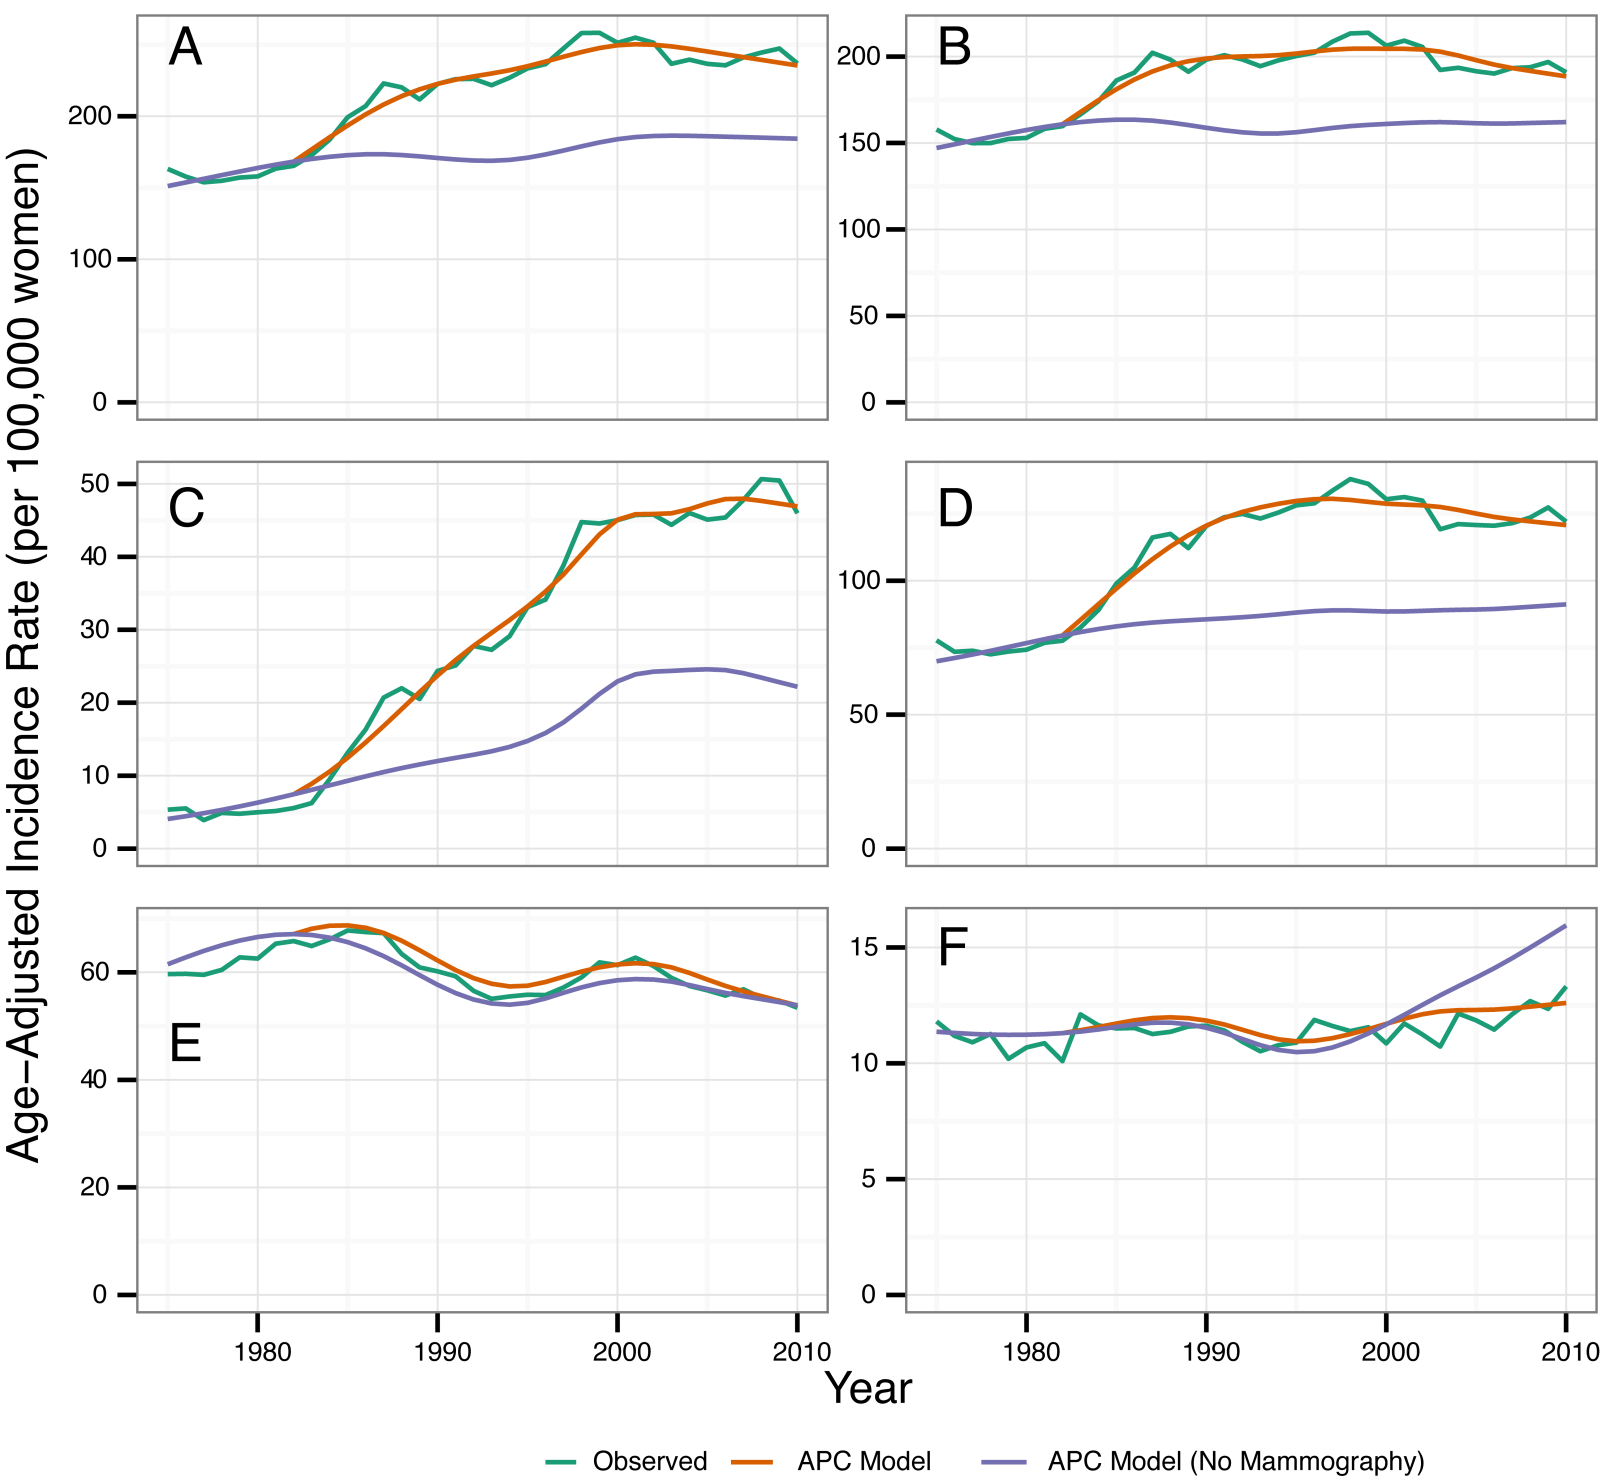 Age–Adjusted Incidence Rate (per 100,000 women)
A
200
100
0
B
200
150
100
50
0
C
50
40
30
20
10
0
D
100
50
0
E
60
40
20
0
F
15
10
5
0
1980 1990 2000 2010
1980 1990 2000 2010
Year
Observed APC Model APC Model (No Mammography)